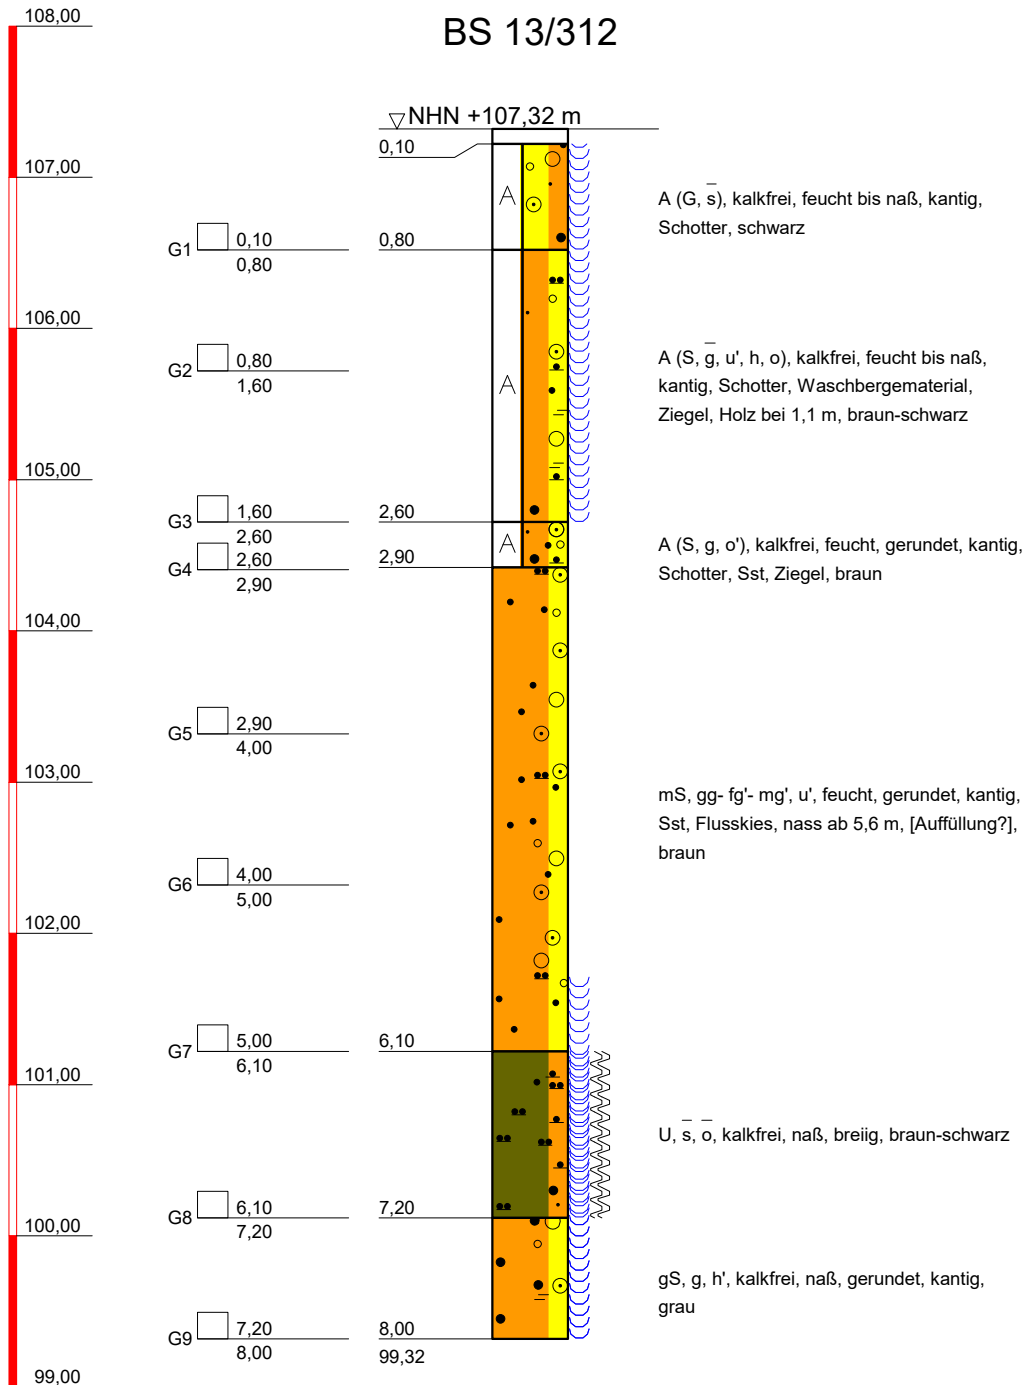 BS 13/312
108,00
107,00
106,00
105,00
104,00
103,00
102,00
101,00
100,00
99,00
NHN +107,32 m
0,10
A
A (G, s̄), kalkfrei, feucht bis naß, kantig,
Schotter, schwarz
G1 0,10
0,80
0,80
G2 0,80
1,60
A
A (S, ḡ, u', h, o), kalkfrei, feucht bis naß,
kantig, Schotter, Waschbergematerial,
Ziegel, Holz bei 1,1 m, braun-schwarz
G3 1,60
2,60
2,60
G4 2,60
2,90
2,90
A
A (S, g, o'), kalkfrei, feucht, gerundet, kantig,
Schotter, Sst, Ziegel, braun
G5 2,90
4,00
mS, gg- fg'- mg', u', feucht, gerundet, kantig,
Sst, Flusskies, nass ab 5,6 m, [Auffüllung?],
braun
G6 4,00
5,00
G7 5,00
6,10
6,10
U, s̄, ō, kalkfrei, naß, breiig, braun-schwarz
G8 6,10
7,20
7,20
gS, g, h', kalkfrei, naß, gerundet, kantig,
grau
G9 7,20
8,00
8,00
99,32